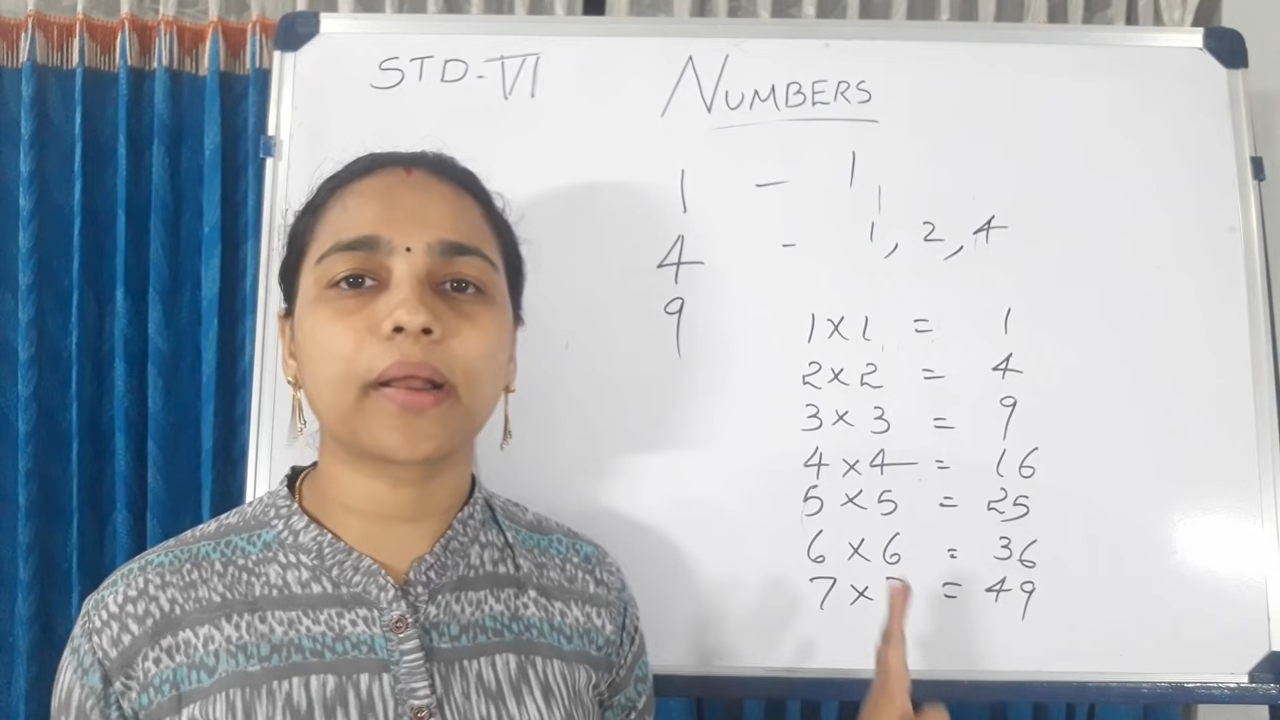 STD-VI
NUMBERS
1 - 1
4 - 1, 2, 4
9
1 x 1 = 1
2 x 2 = 4
3 x 3 = 9
4 x 4 = 16
5 x 5 = 25
6 x 6 = 36
7 x = 49